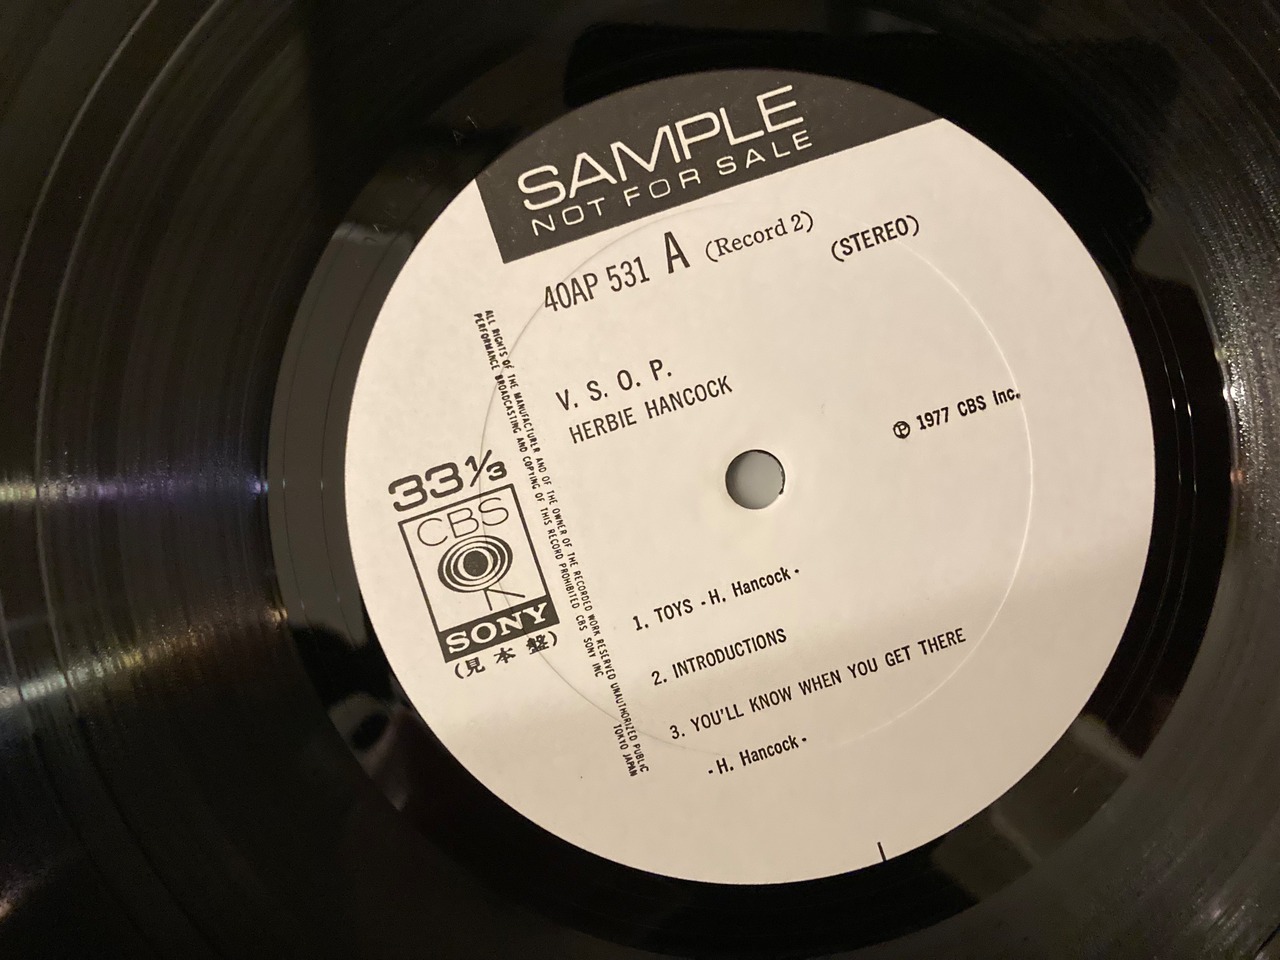 SAMPLE
NOT FOR SALE
40AP 531 A (Record 2)
(STEREO)
V. S. O. P.
HERBIE HANCOCK
℗ 1977 CBS Inc.
33⅓
CBS
SONY
(見本盤)
ALL RIGHTS OF THE MANUFACTURER AND OF THE OWNER OF THE RECORDED WORK RESERVED UNAUTHORIZED PUBLIC
PERFORMANCE BROADCASTING AND COPYING OF THIS RECORD PROHIBITED CBS SONY INC TOKYO JAPAN
1. TOYS -H. Hancock-
2. INTRODUCTIONS
3. YOU'LL KNOW WHEN YOU GET THERE
-H. Hancock-